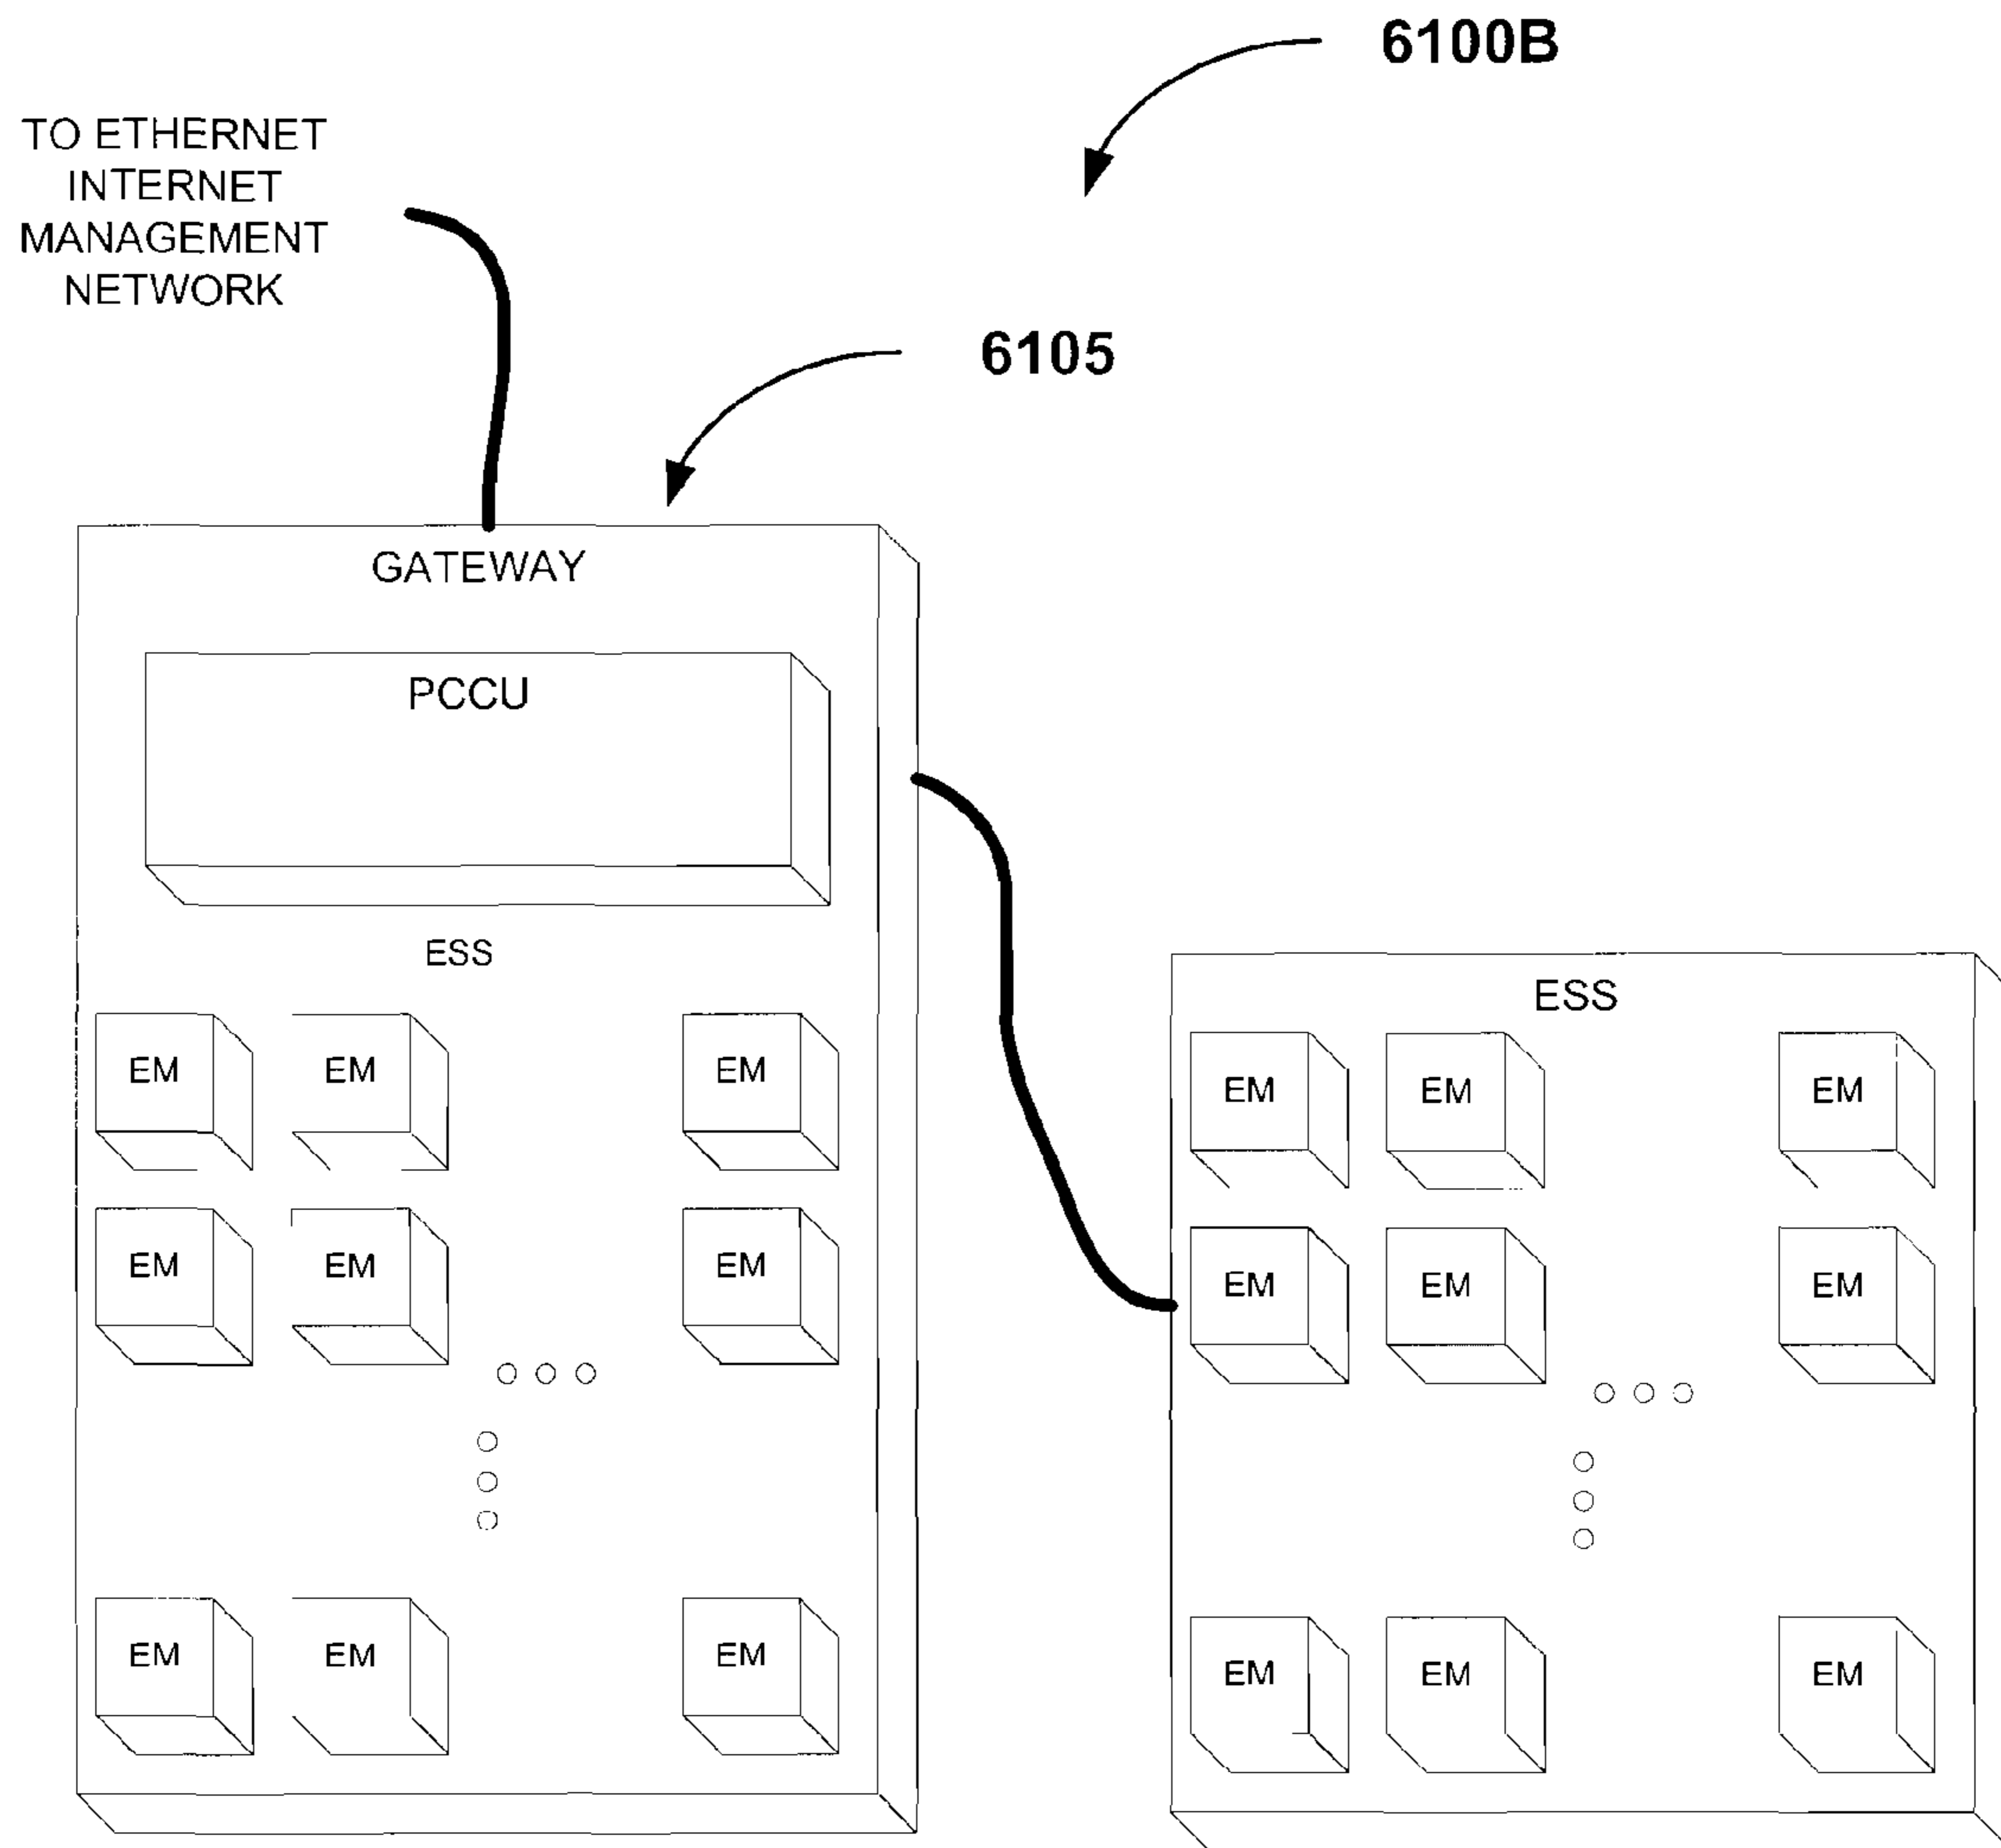 6100B
TO ETHERNET
INTERNET
MANAGEMENT
NETWORK
6105
GATEWAY
PCCU
ESS
EM EM EM
EM EM EM
EM EM EM
ESS
EM EM EM
EM EM EM
EM EM EM